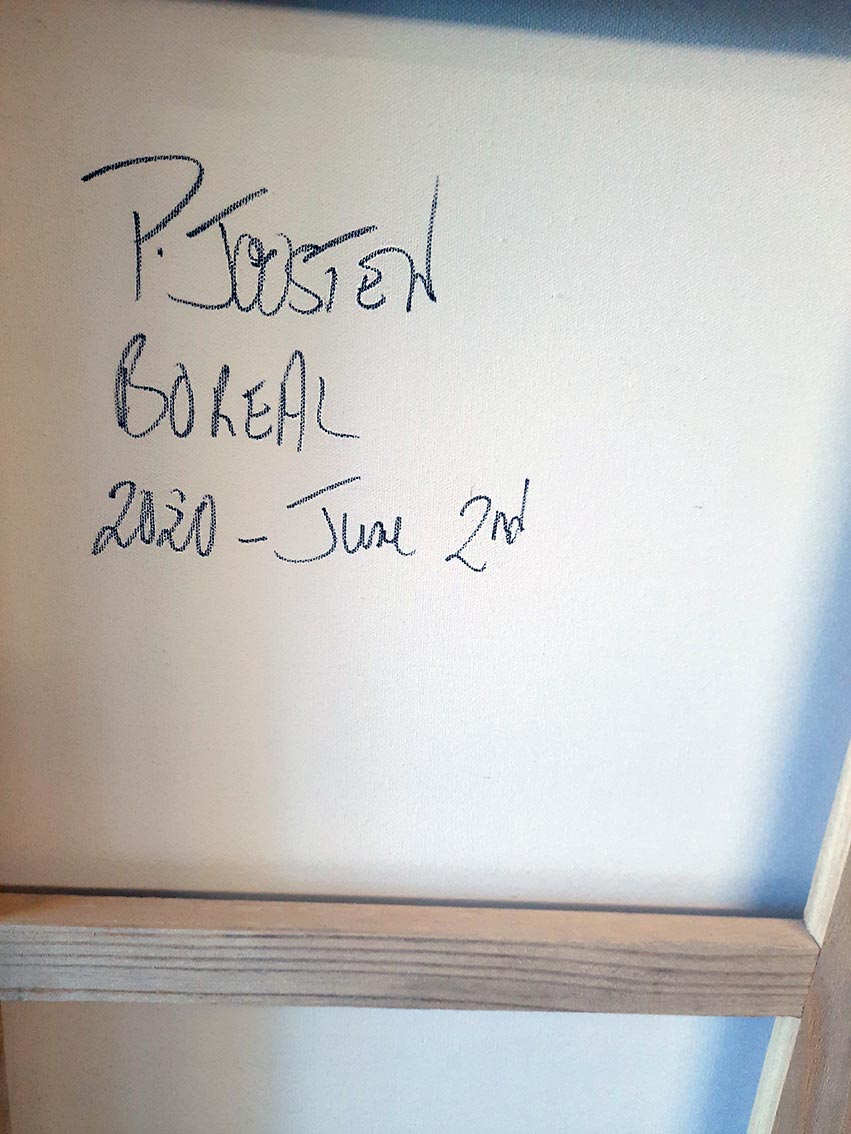 P. JOOSTEN
BOREAL
2020 - June 2nd